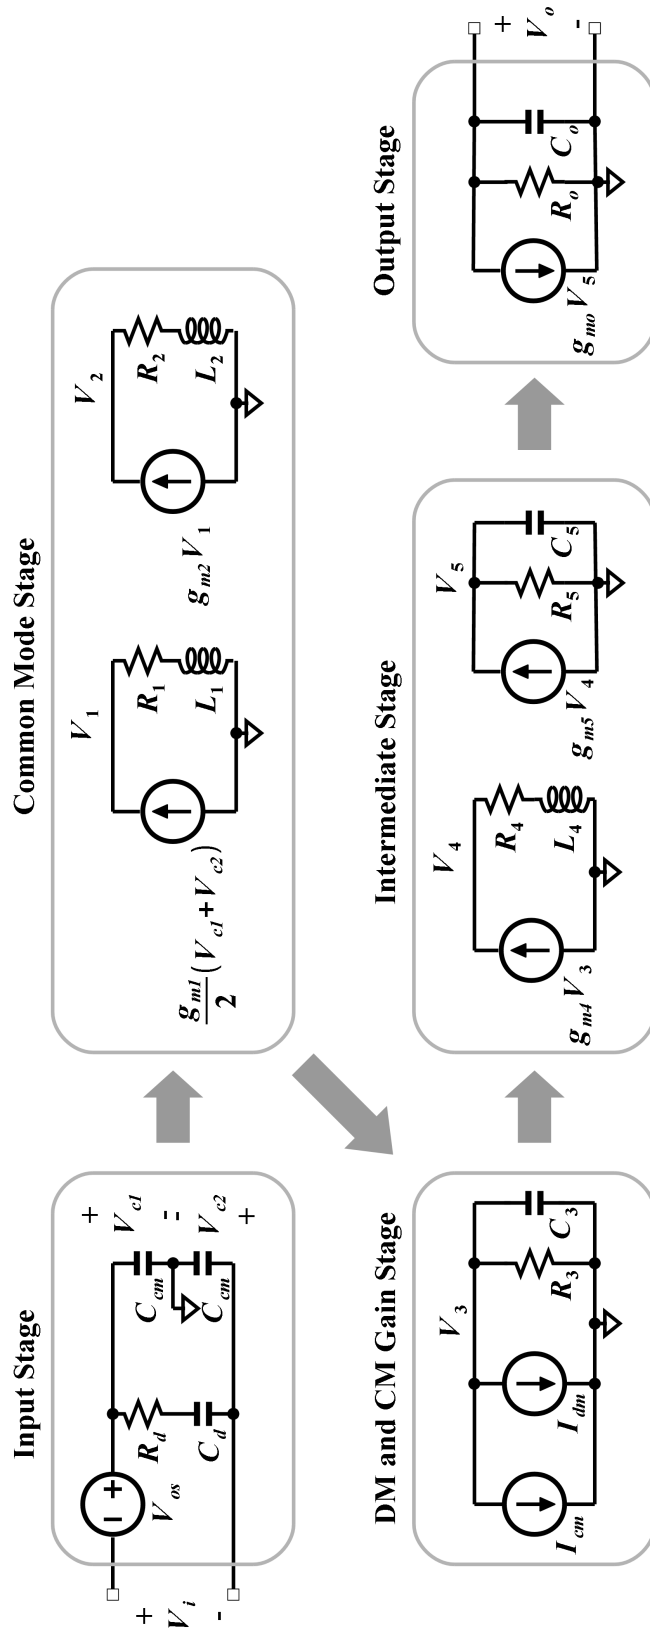 Input Stage
+
V_i
-
- +
V_os
R_d
C_d
C_cm
C_cm
+
V_c1
-
-
V_c2
+
Common Mode Stage
g_m1/2 (V_c1 + V_c2)
V_1
R_1
L_1
g_m2 V_1
V_2
R_2
L_2
DM and CM Gain Stage
I_cm
I_dm
V_3
R_3
C_3
Intermediate Stage
g_m4 V_3
V_4
R_4
L_4
g_m5 V_4
V_5
R_5
C_5
Output Stage
g_mo V_5
R_o
C_o
+
V_o
-